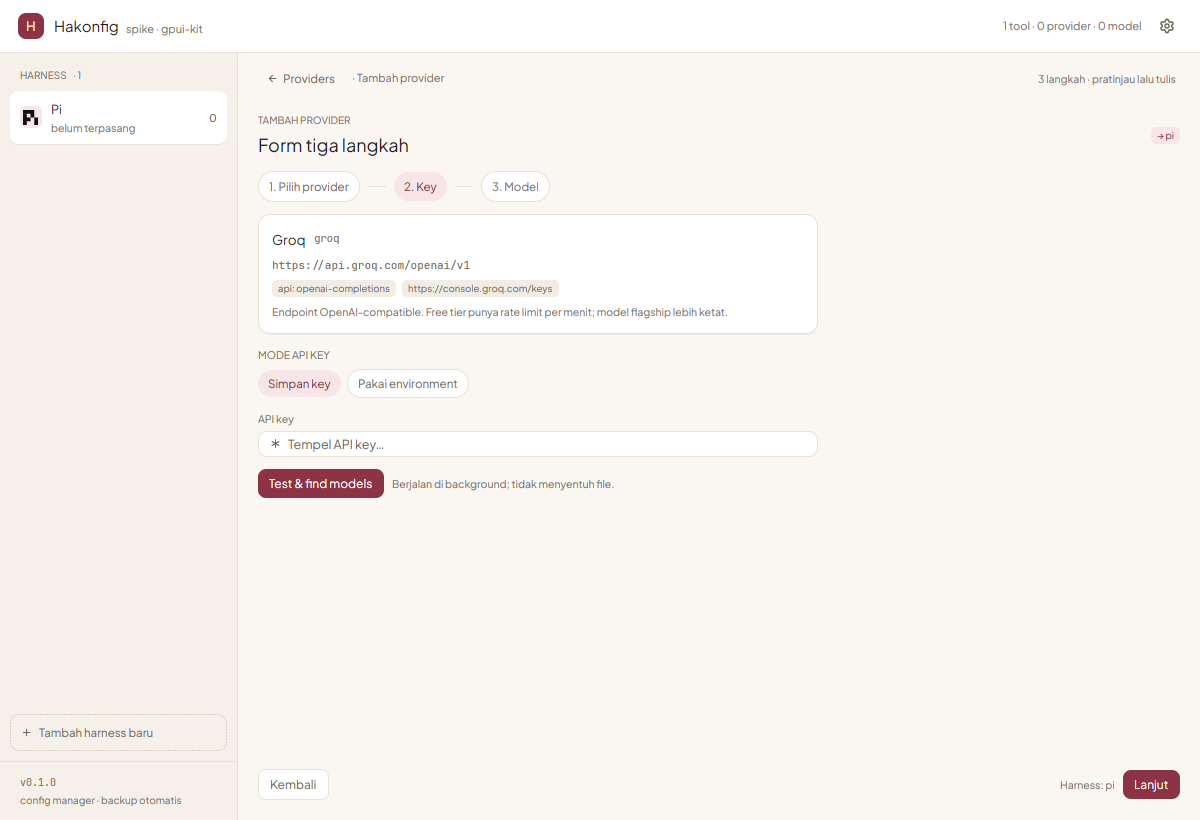 H Hakonfig spike · gpui-kit
1 tool · 0 provider · 0 model
HARNESS · 1
Pi
belum terpasang
0
← Providers · Tambah provider
3 langkah · pratinjau lalu tulis
TAMBAH PROVIDER
Form tiga langkah
→ pi
1. Pilih provider
2. Key
3. Model
Groq groq
https://api.groq.com/openai/v1
api: openai-completions https://console.groq.com/keys
Endpoint OpenAI-compatible. Free tier punya rate limit per menit; model flagship lebih ketat.
MODE API KEY
Simpan key
Pakai environment
API key
* Tempel API key...
Test & find models
Berjalan di background; tidak menyentuh file.
+ Tambah harness baru
v0.1.0
config manager · backup otomatis
Kembali
Harness: pi
Lanjut